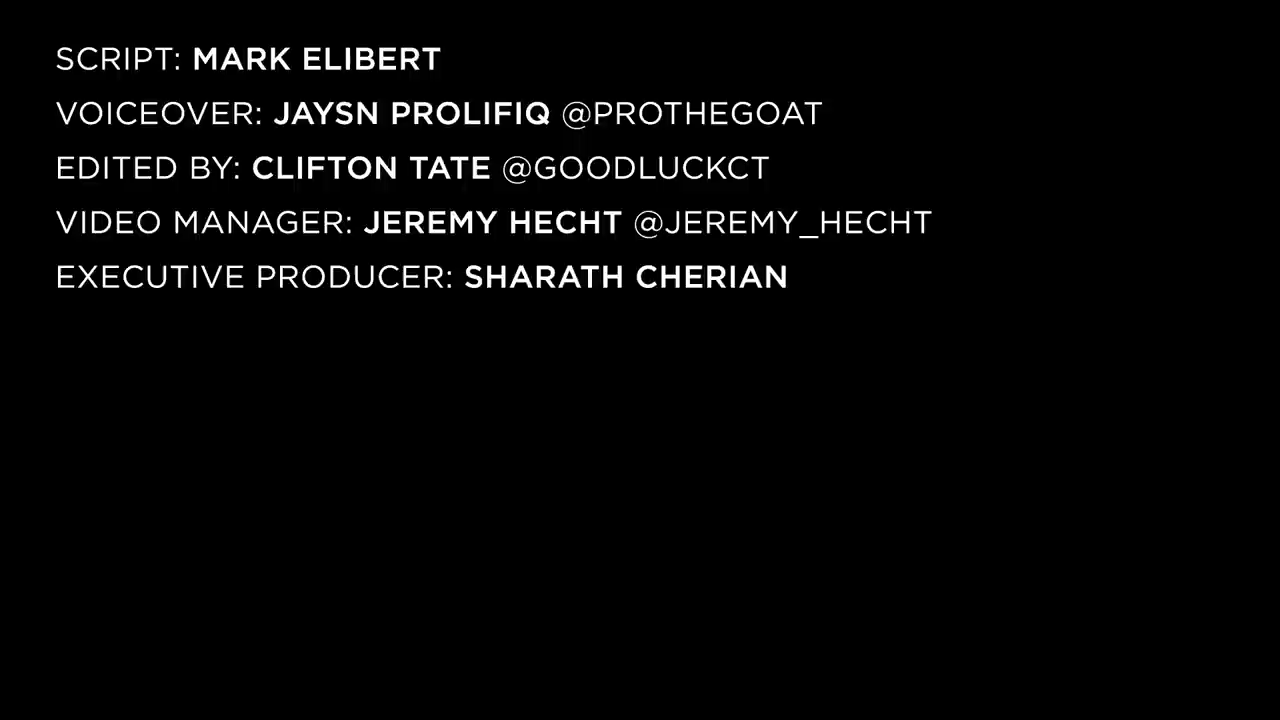 SCRIPT: MARK ELIBERT
VOICEOVER: JAYSN PROLIFIQ @PROTHEGOAT
EDITED BY: CLIFTON TATE @GOODLUCKCT
VIDEO MANAGER: JEREMY HECHT @JEREMY_HECHT
EXECUTIVE PRODUCER: SHARATH CHERIAN